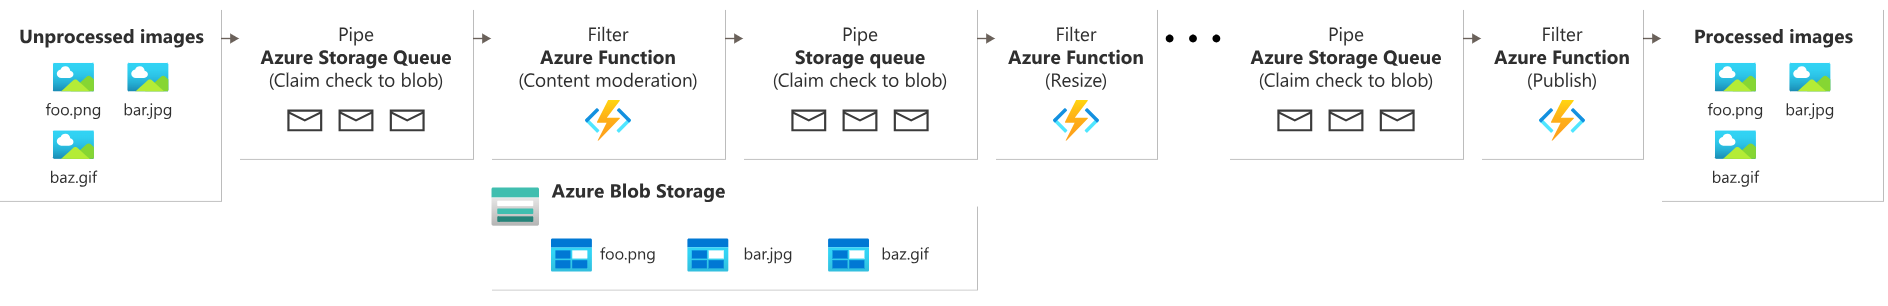 Unprocessed images
foo.png
bar.jpg
baz.gif
Pipe
Azure Storage Queue
(Claim check to blob)
Filter
Azure Function
(Content moderation)
Pipe
Storage queue
(Claim check to blob)
Filter
Azure Function
(Resize)
Pipe
Azure Storage Queue
(Claim check to blob)
Filter
Azure Function
(Publish)
Processed images
foo.png
bar.jpg
baz.gif
Azure Blob Storage
foo.png
bar.jpg
baz.gif